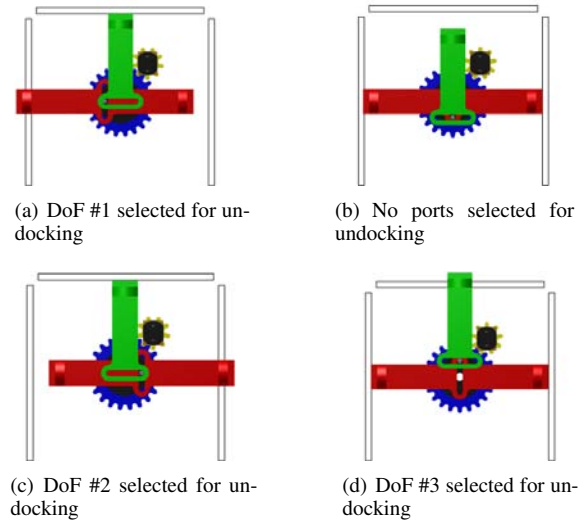 (a) DoF #1 selected for un-
docking
(b) No ports selected for
undocking
(c) DoF #2 selected for un-
docking
(d) DoF #3 selected for un-
docking